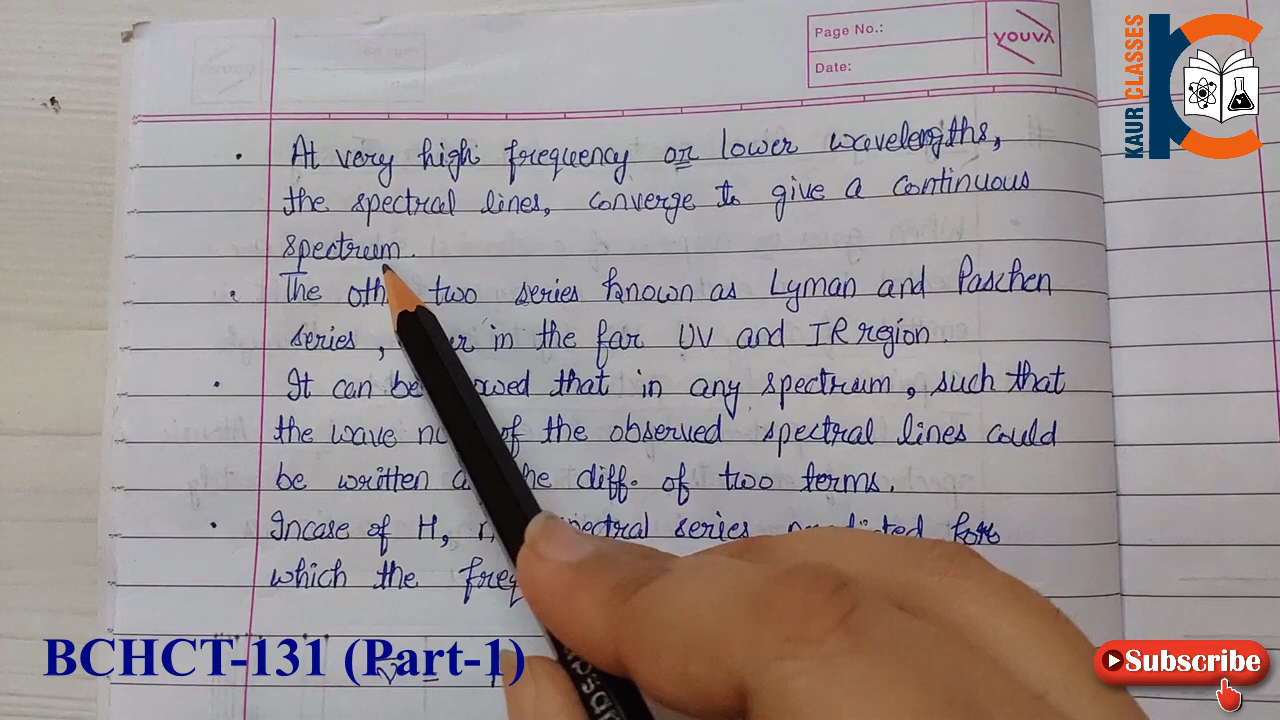 Page No.:
Date:
YOUVA
KAUR CLASSES
• At very high frequency or lower wavelengths,
the spectral lines, converge to give a continuous
spectrum.
• The oth two series known as Lyman and Paschen
series, in the far UV and IR region.
• It can be that in any spectrum, such that
the wave no of the observed spectral lines could
be written the diff. of two terms.
• Incase of H, spectral series for
which the freq
BCHCT-131 (Part-1)
Subscribe